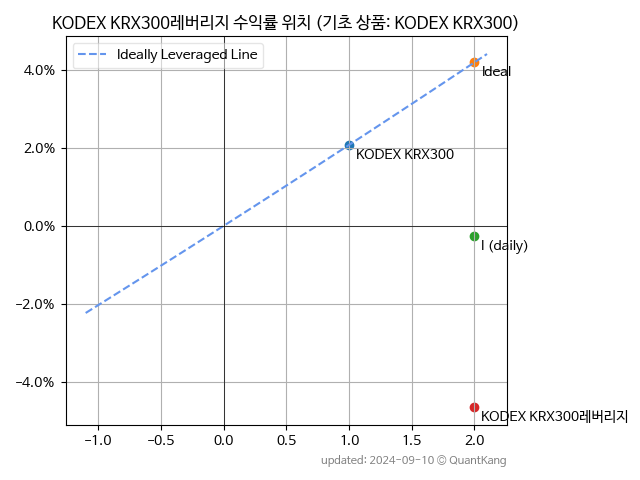 KODEX KRX300레버리지 수익률 위치 (기초 상품: KODEX KRX300)
Ideally Leveraged Line
4.0%
Ideal
2.0%
KODEX KRX300
0.0%
I (daily)
−2.0%
−4.0%
KODEX KRX300레버리지
−1.0 −0.5 0.0 0.5 1.0 1.5 2.0
updated: 2024-09-10 © QuantKang